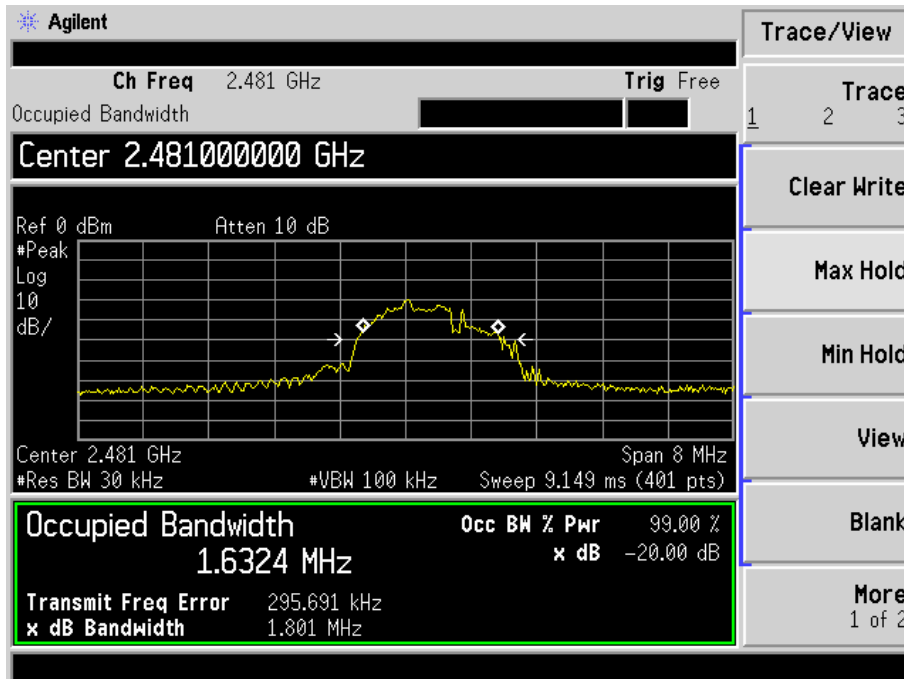 Agilent
Trace/View
Ch Freq 2.481 GHz Trig Free
Occupied Bandwidth
Trace
1 2 3
Center 2.481000000 GHz
Clear Write
Ref 0 dBm Atten 10 dB
#Peak
Log
10
dB/
Max Hold
Min Hold
View
Center 2.481 GHz Span 8 MHz
#Res BW 30 kHz #VBW 100 kHz Sweep 9.149 ms (401 pts)
Occupied Bandwidth Occ BW % Pwr 99.00 %
1.6324 MHz x dB -20.00 dB
Blank
Transmit Freq Error 295.691 kHz
x dB Bandwidth 1.801 MHz
More
1 of 2